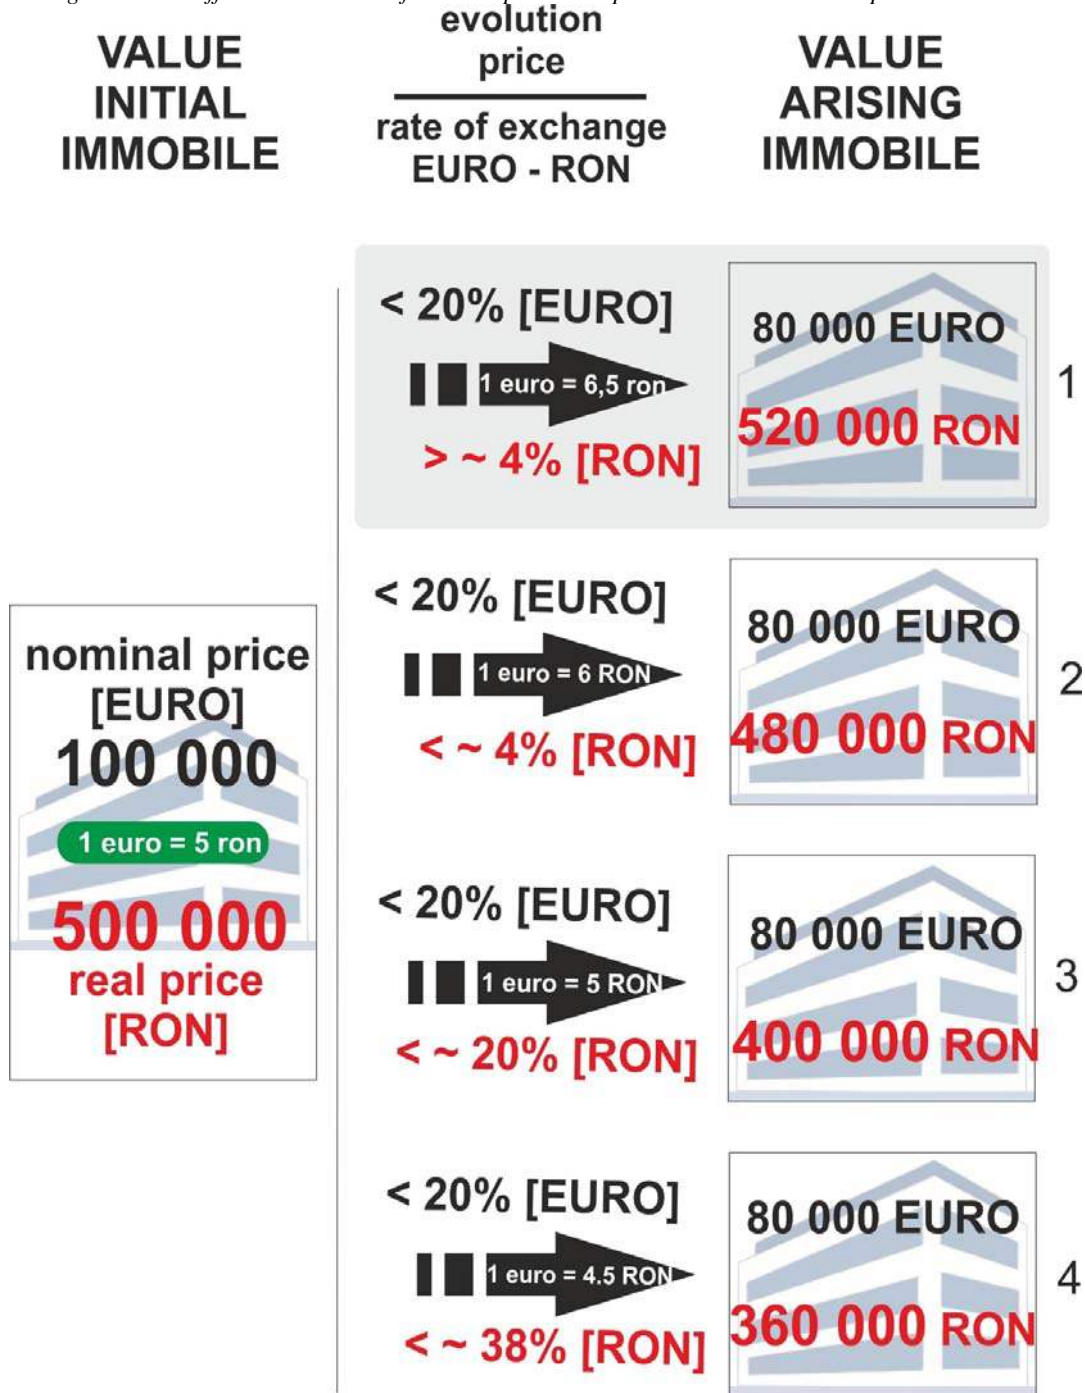 VALUE
INITIAL
IMMOBILE
evolution
price
rate of exchange
EURO - RON
VALUE
ARISING
IMMOBILE
nominal price
[EURO]
100 000
1 euro = 5 ron
500 000
real price
[RON]
< 20% [EURO]
1 euro = 6,5 ron
> ~ 4% [RON]
80 000 EURO
520 000 RON
1
< 20% [EURO]
1 euro = 6 RON
< ~ 4% [RON]
80 000 EURO
480 000 RON
2
< 20% [EURO]
1 euro = 5 RON
< ~ 20% [RON]
80 000 EURO
400 000 RON
3
< 20% [EURO]
1 euro = 4.5 RON
< ~ 38% [RON]
80 000 EURO
360 000 RON
4